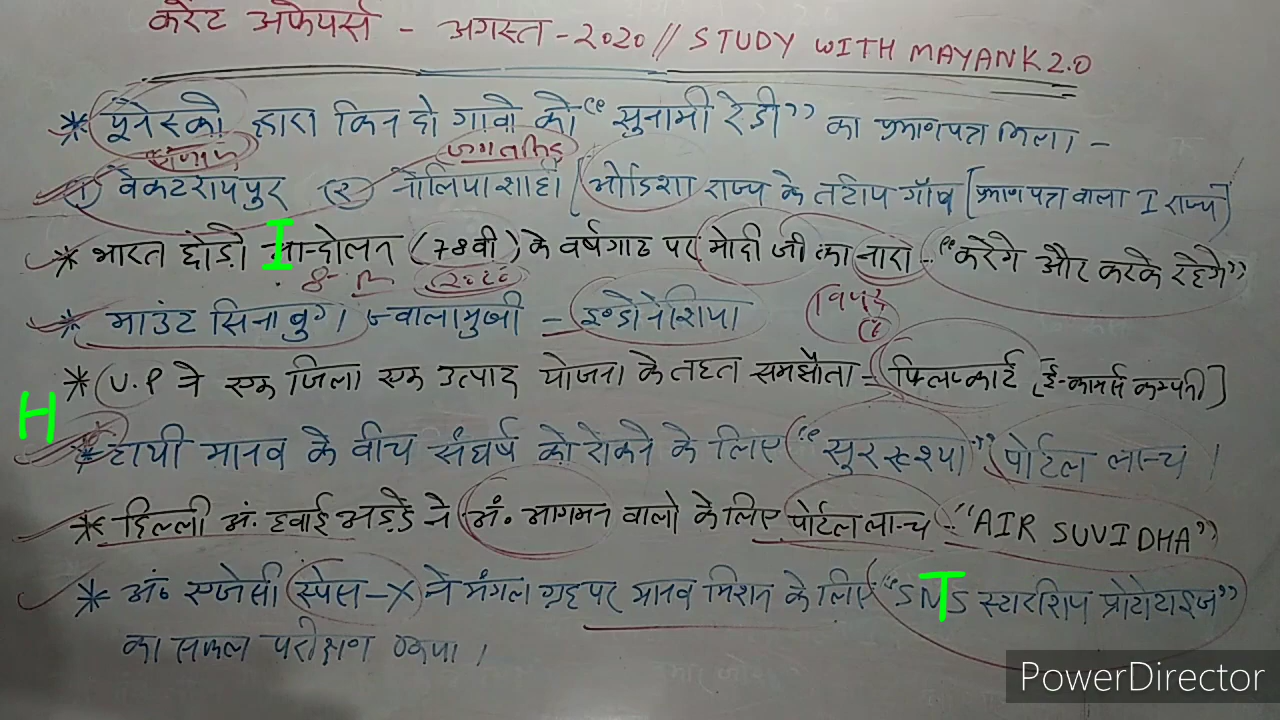 करेंट अफेयर्स - अगस्त - 2020 // STUDY WITH MAYANK 2.0
* यूनेस्को द्वारा किन दो गावो को "सुनामी रेडी" का प्रमाणपत्र मिला। -
(1) वेंकटरायपुर (2) नोलियाशाही [ओडिशा राज्य के तटीय गाँव [प्रमाणपत्र वाला I राज्य]
* भारत छोड़ो आन्दोलन (78वी) के वर्षगाठ पर मोदी जी का नारा - "करेगे और करके रहेगे"
I
* माउंट सिनाबुंग ज्वालामुखी = इण्डोनेशिया
* (U.P ने एक जिला एक उत्पाद योजना के तहत समझौता = फ्लिपकार्ट [ई-कामर्स कम्पनी]
H
* हाथी मानव के बीच संघर्ष को रोकने के लिए "सुरक्ष्या" पोर्टल लान्च।
* दिल्ली अं. हवाई अड्डे ने अं. आगमन वालो के लिए पोर्टल लान्च - "AIR SUVIDHA"
* अं. एजेंसी स्पेस-X ने मंगल ग्रह पर मानव मिशन के लिए "SN5 स्टारशिप प्रोटोटाइप"
T
का सफल परीक्षण किया।
PowerDirector